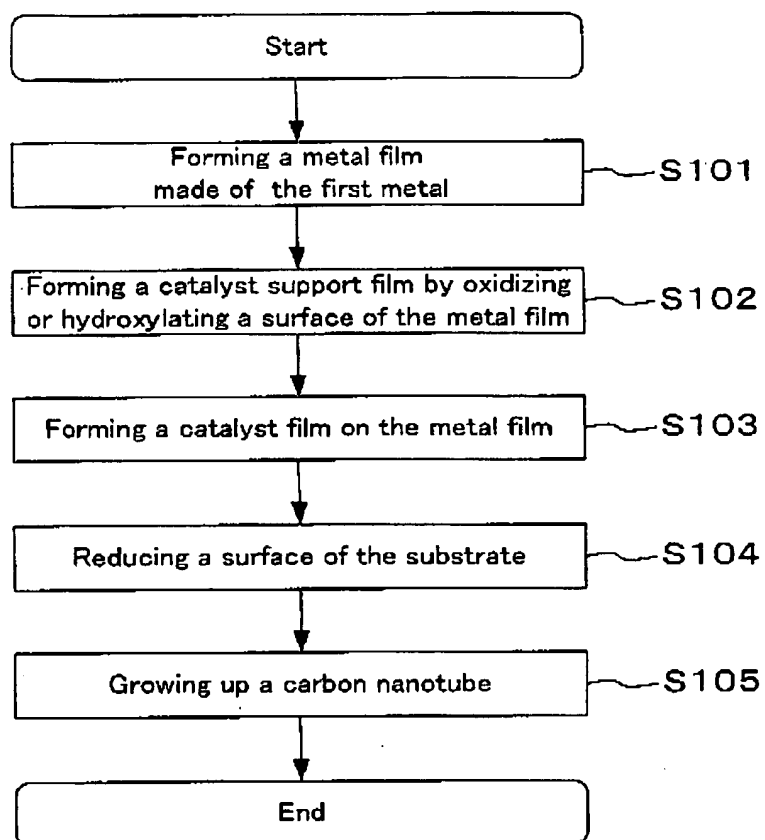 Start
Forming a metal film
made of the first metal
S101
Forming a catalyst support film by oxidizing
or hydroxylating a surface of the metal film
S102
Forming a catalyst film on the metal film
S103
Reducing a surface of the substrate
S104
Growing up a carbon nanotube
S105
End